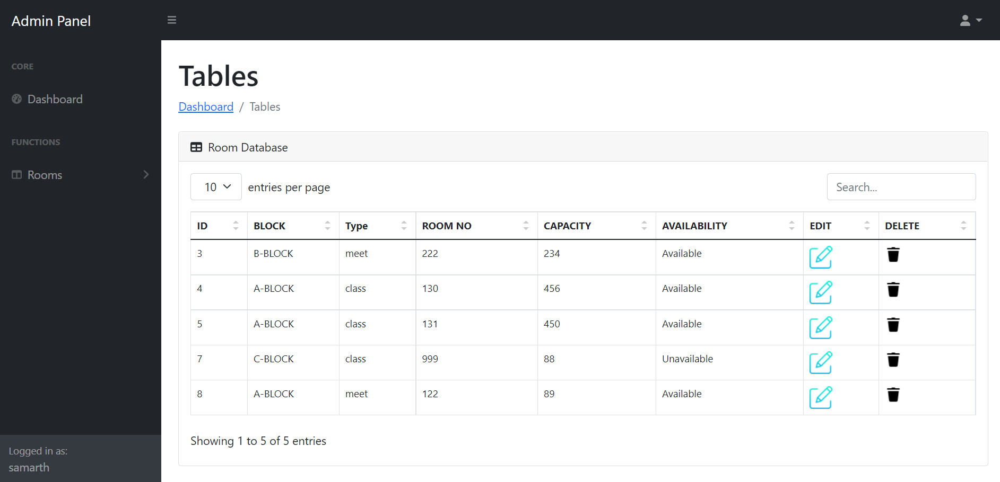 Admin Panel
CORE
Dashboard
FUNCTIONS
Rooms
Logged in as:
samarth
Tables
Dashboard / Tables
Room Database
10 entries per page
Search...
ID BLOCK Type ROOM NO CAPACITY AVAILABILITY EDIT DELETE
3 B-BLOCK meet 222 234 Available
4 A-BLOCK class 130 456 Available
5 A-BLOCK class 131 450 Available
7 C-BLOCK class 999 88 Unavailable
8 A-BLOCK meet 122 89 Available
Showing 1 to 5 of 5 entries